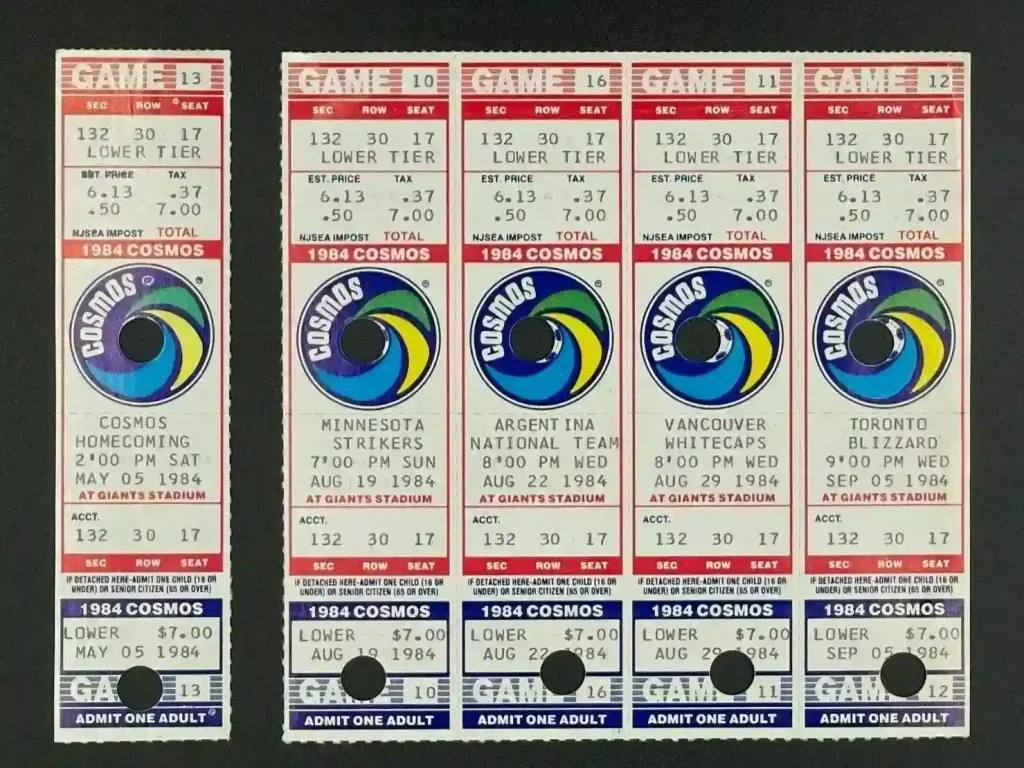 GAME 13
SEC ROW SEAT
132 30 17
LOWER TIER
EST. PRICE TAX
6.13 .37
.50 7.00
NJSEA IMPOST TOTAL
1984 COSMOS
COSMOS ®
COSMOS
HOMECOMING
2:00 PM SAT
MAY 05 1984
AT GIANTS STADIUM
ACCT.
132 30 17
SEC ROW SEAT
IF DETACHED HERE-ADMIT ONE CHILD (16 OR
UNDER) OR SENIOR CITIZEN (65 OR OVER)
1984 COSMOS
LOWER $7.00
MAY 05 1984
GA 13
ADMIT ONE ADULT
GAME 10
SEC ROW SEAT
132 30 17
LOWER TIER
EST. PRICE TAX
6.13 .37
.50 7.00
NJSEA IMPOST TOTAL
1984 COSMOS
COSMOS ®
MINNESOTA
STRIKERS
7:00 PM SUN
AUG 19 1984
AT GIANTS STADIUM
ACCT.
132 30 17
SEC ROW SEAT
IF DETACHED HERE-ADMIT ONE CHILD (16 OR
UNDER) OR SENIOR CITIZEN (65 OR OVER)
1984 COSMOS
LOWER $7.00
AUG 19 1984
GAME 10
ADMIT ONE ADULT
GAME 16
SEC ROW SEAT
132 30 17
LOWER TIER
EST. PRICE TAX
6.13 .37
.50 7.00
NJSEA IMPOST TOTAL
1984 COSMOS
COSMOS ®
ARGENTINA
NATIONAL TEAM
8:00 PM WED
AUG 22 1984
AT GIANTS STADIUM
ACCT.
132 30 17
SEC ROW SEAT
IF DETACHED HERE-ADMIT ONE CHILD (16 OR
UNDER) OR SENIOR CITIZEN (65 OR OVER)
1984 COSMOS
LOWER $7.00
AUG 22 1984
GAME 16
ADMIT ONE ADULT
GAME 11
SEC ROW SEAT
132 30 17
LOWER TIER
EST. PRICE TAX
6.13 .37
.50 7.00
NJSEA IMPOST TOTAL
1984 COSMOS
COSMOS ®
VANCOUVER
WHITECAPS
8:00 PM WED
AUG 29 1984
AT GIANTS STADIUM
ACCT.
132 30 17
SEC ROW SEAT
IF DETACHED HERE-ADMIT ONE CHILD (16 OR
UNDER) OR SENIOR CITIZEN (65 OR OVER)
1984 COSMOS
LOWER $7.00
AUG 29 1984
GAME 11
ADMIT ONE ADULT
GAME 12
SEC ROW SEAT
132 30 17
LOWER TIER
EST. PRICE TAX
6.13 .37
.50 7.00
NJSEA IMPOST TOTAL
1984 COSMOS
COSMOS ®
TORONTO
BLIZZARD
9:00 PM WED
SEP 05 1984
AT GIANTS STADIUM
ACCT.
132 30 17
SEC ROW SEAT
IF DETACHED HERE-ADMIT ONE CHILD (16 OR
UNDER) OR SENIOR CITIZEN (65 OR OVER)
1984 COSMOS
LOWER $7.00
SEP 05 1984
GAM 12
ADMIT ONE ADULT